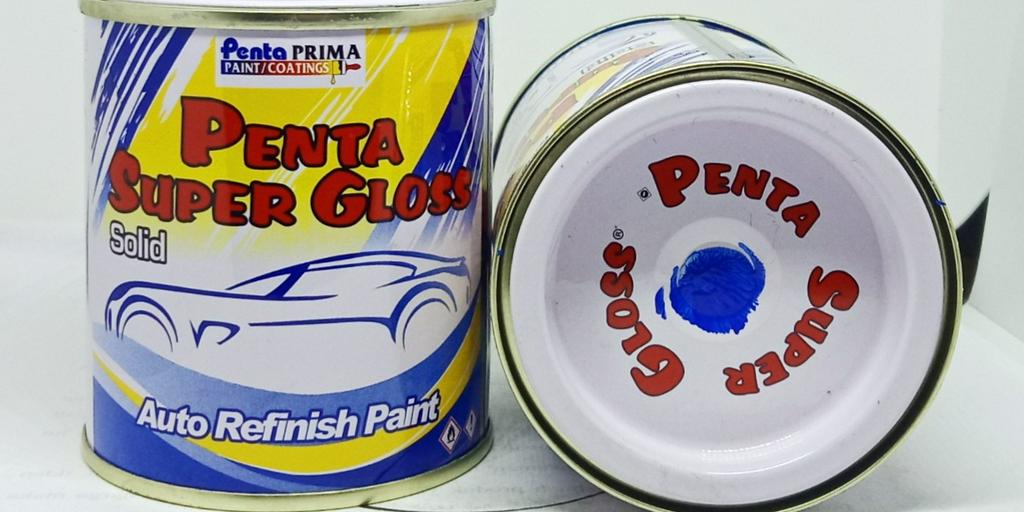 Penta PRIMA
PAINT/COATINGS
PENTA
SUPER GLOSS
Solid
Auto Refinish Paint
PENTA
SUPER
GLOSS®